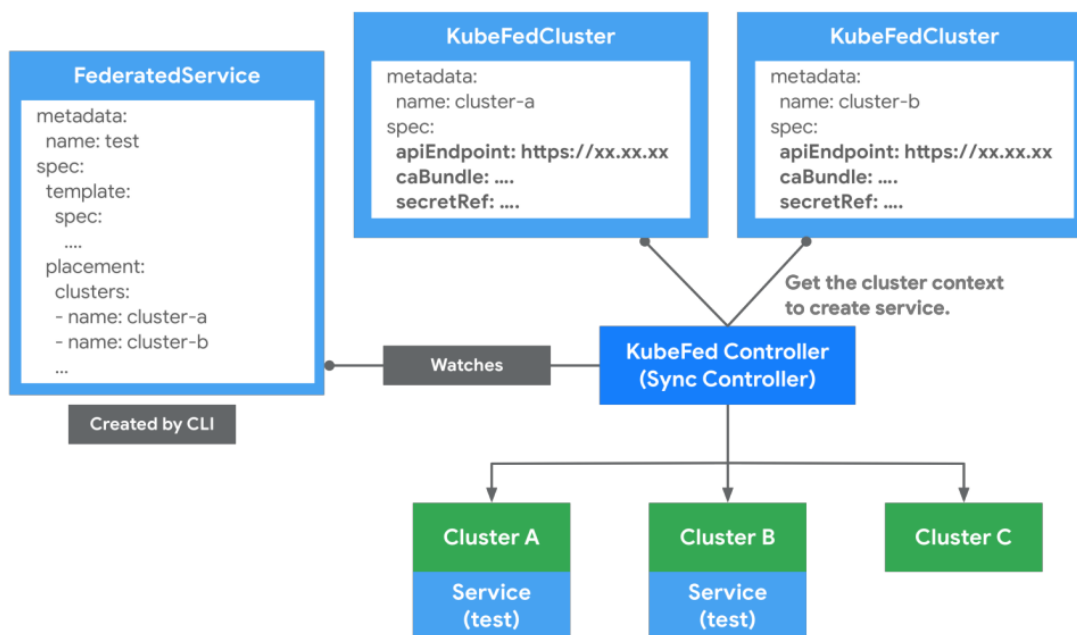 FederatedService
metadata:
name: test
spec:
template:
spec:
....
placement:
clusters:
- name: cluster-a
- name: cluster-b
...
Created by CLI
KubeFedCluster
metadata:
name: cluster-a
spec:
apiEndpoint: https://xx.xx.xx
caBundle: ....
secretRef: ....
KubeFedCluster
metadata:
name: cluster-b
spec:
apiEndpoint: https://xx.xx.xx
caBundle: ....
secretRef: ....
Get the cluster context
to create service.
Watches
KubeFed Controller
(Sync Controller)
Cluster A
Service
(test)
Cluster B
Service
(test)
Cluster C